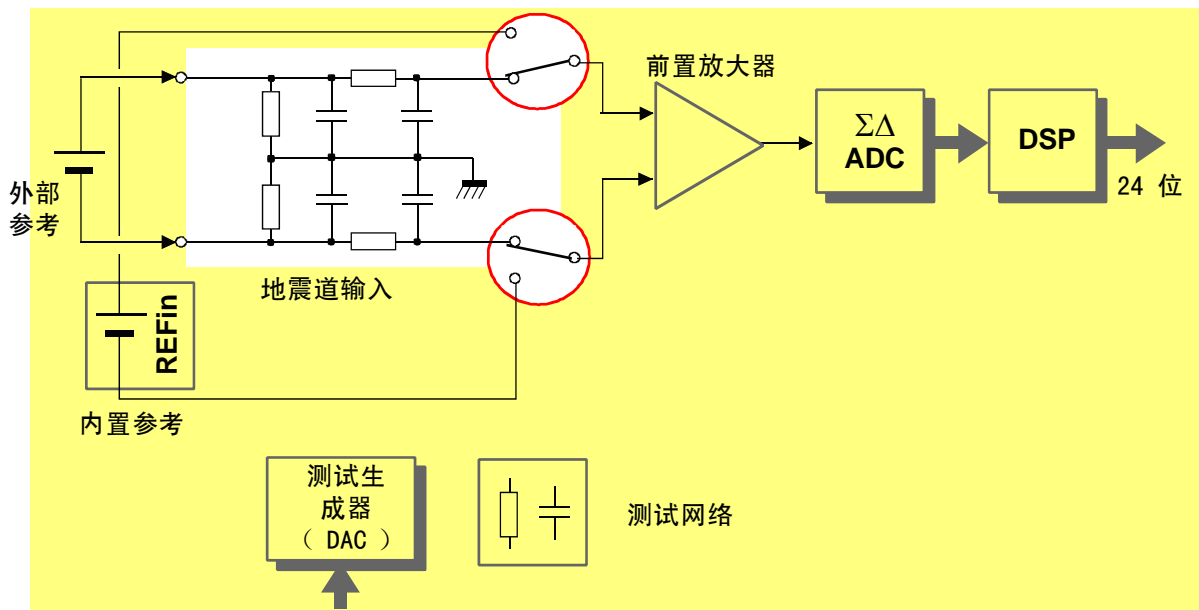 前置放大器
ΣΔ
ADC
DSP
24 位
外部
参考
地震道输入
REFin
内置参考
测试生
成器
（ DAC ）
测试网络